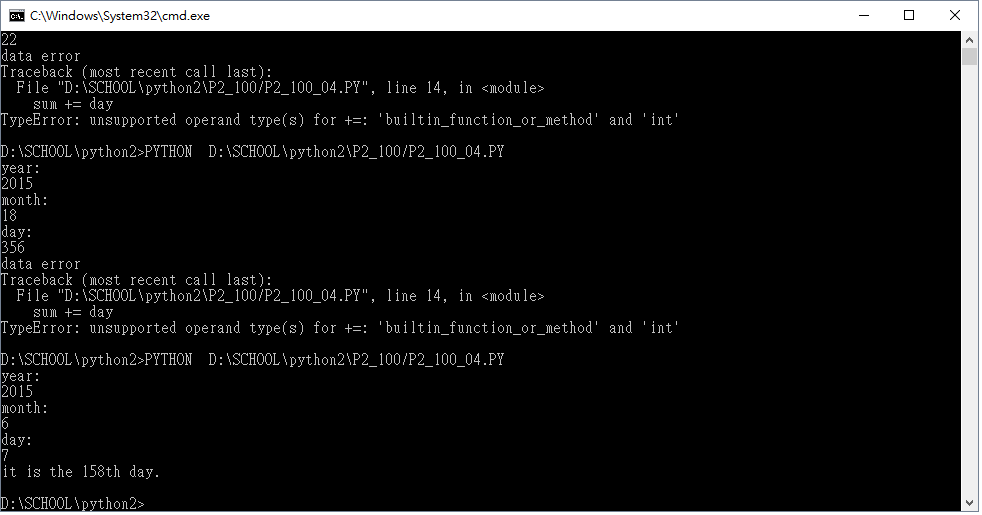 C:\Windows\System32\cmd.exe
22
data error
Traceback (most recent call last):
  File "D:\SCHOOL\python2\P2_100/P2_100_04.PY", line 14, in <module>
    sum += day
TypeError: unsupported operand type(s) for +=: 'builtin_function_or_method' and 'int'

D:\SCHOOL\python2>PYTHON  D:\SCHOOL\python2\P2_100/P2_100_04.PY
year:
2015
month:
18
day:
356
data error
Traceback (most recent call last):
  File "D:\SCHOOL\python2\P2_100/P2_100_04.PY", line 14, in <module>
    sum += day
TypeError: unsupported operand type(s) for +=: 'builtin_function_or_method' and 'int'

D:\SCHOOL\python2>PYTHON  D:\SCHOOL\python2\P2_100/P2_100_04.PY
year:
2015
month:
6
day:
7
it is the 158th day.

D:\SCHOOL\python2>